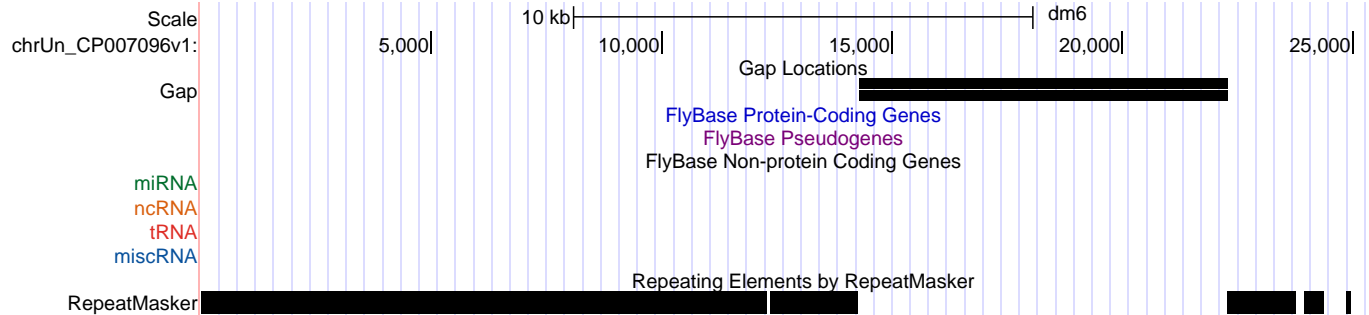 Scale 10 kb dm6
chrUn_CP007096v1: 5,000 10,000 15,000 20,000 25,000
Gap Locations
Gap
FlyBase Protein-Coding Genes
FlyBase Pseudogenes
FlyBase Non-protein Coding Genes
miRNA
ncRNA
tRNA
miscRNA
Repeating Elements by RepeatMasker
RepeatMasker